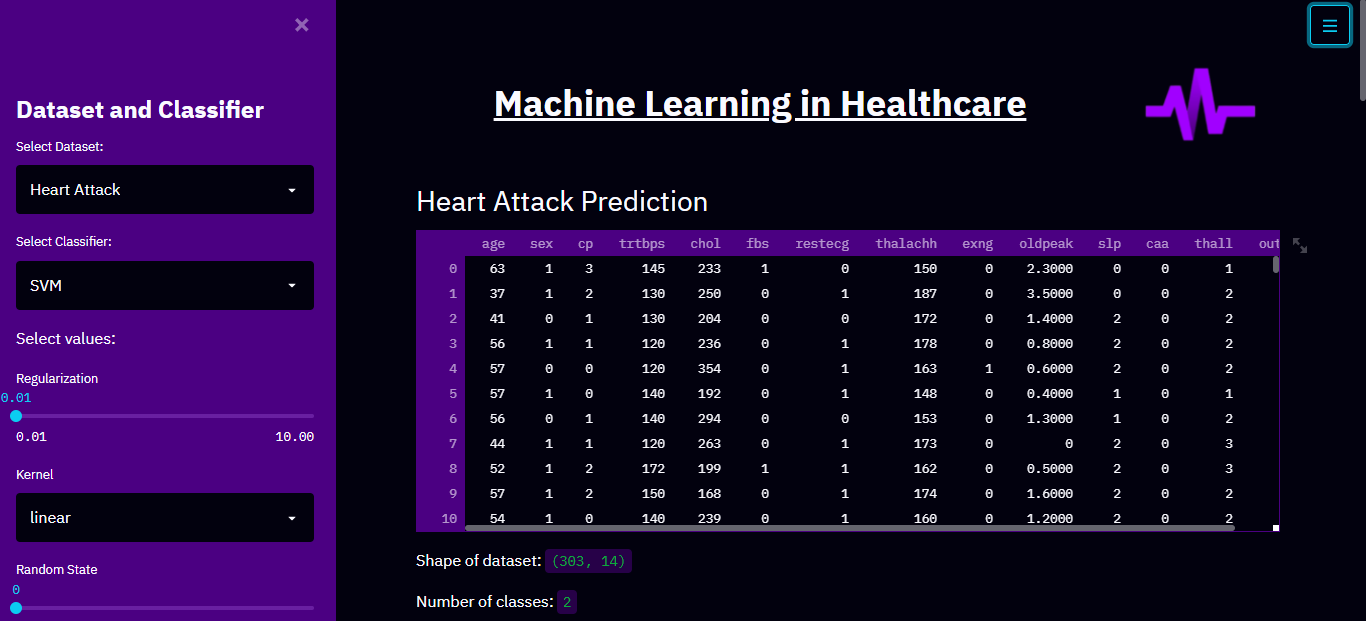 ×
Dataset and Classifier
Select Dataset:
Heart Attack
Select Classifier:
SVM
Select values:
Regularization
0.01
0.01 10.00
Kernel
linear
Random State
0
Machine Learning in Healthcare
Heart Attack Prediction
age sex cp trtbps chol fbs restecg thalachh exng oldpeak slp caa thall out
0 63 1 3 145 233 1 0 150 0 2.3000 0 0 1
1 37 1 2 130 250 0 1 187 0 3.5000 0 0 2
2 41 0 1 130 204 0 0 172 0 1.4000 2 0 2
3 56 1 1 120 236 0 1 178 0 0.8000 2 0 2
4 57 0 0 120 354 0 1 163 1 0.6000 2 0 2
5 57 1 0 140 192 0 1 148 0 0.4000 1 0 1
6 56 0 1 140 294 0 0 153 0 1.3000 1 0 2
7 44 1 1 120 263 0 1 173 0 0 2 0 3
8 52 1 2 172 199 1 1 162 0 0.5000 2 0 3
9 57 1 2 150 168 0 1 174 0 1.6000 2 0 2
10 54 1 0 140 239 0 1 160 0 1.2000 2 0 2
Shape of dataset: (303, 14)
Number of classes: 2